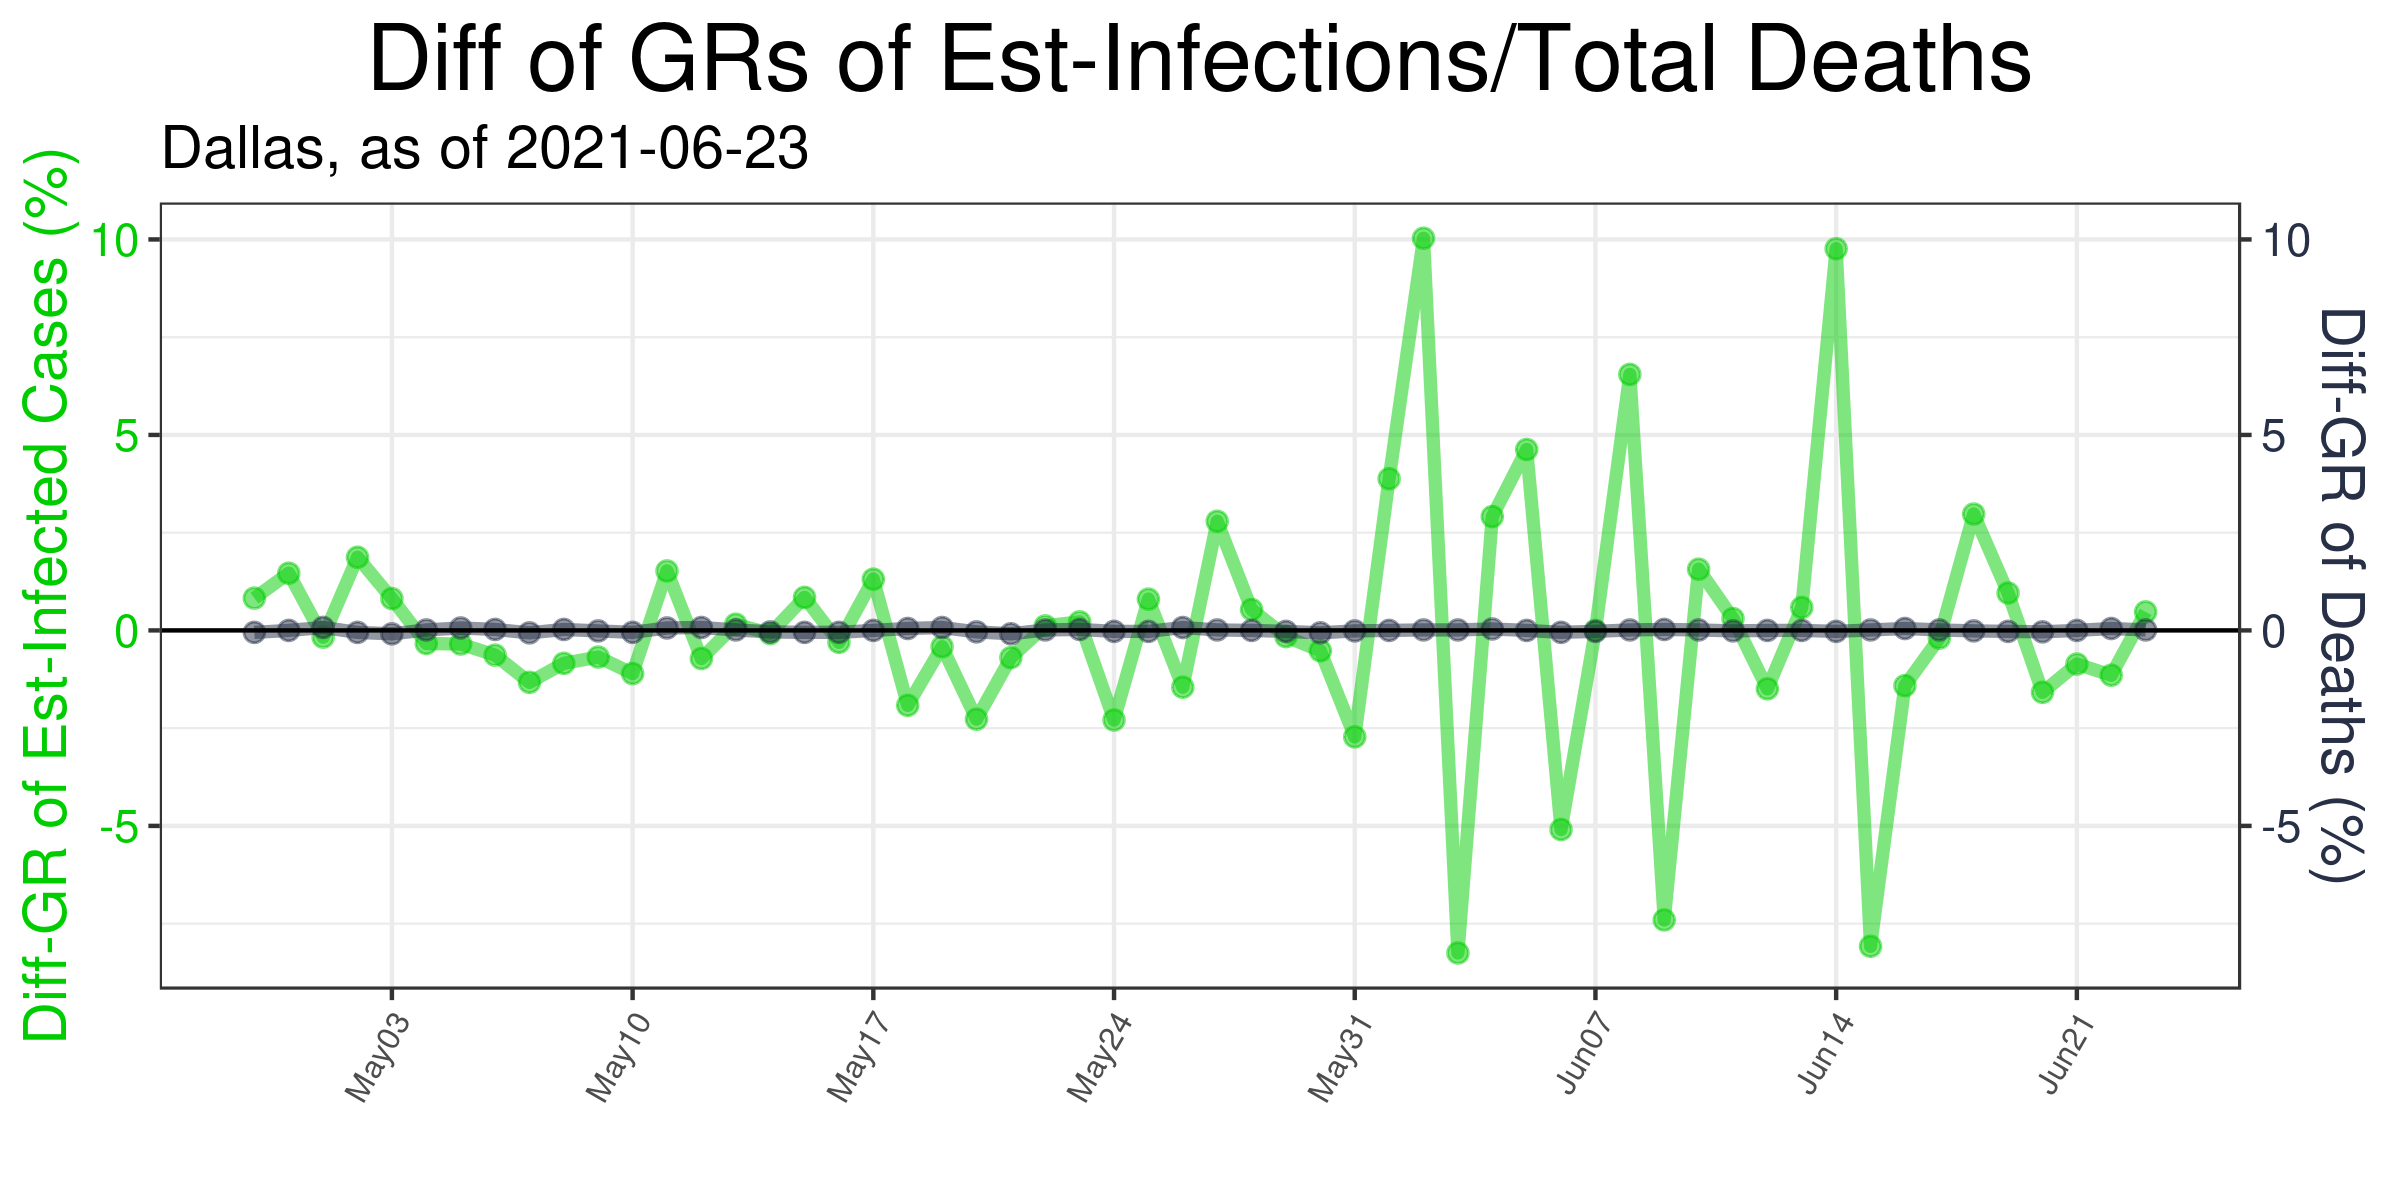 Diff of GRs of Est-Infections/Total Deaths
Dallas, as of 2021-06-23
Diff-GR of Est-Infected Cases (%)
10
5
0
-5
10
5
0
-5
Diff-GR of Deaths (%)
May03
May10
May17
May24
May31
Jun07
Jun14
Jun21